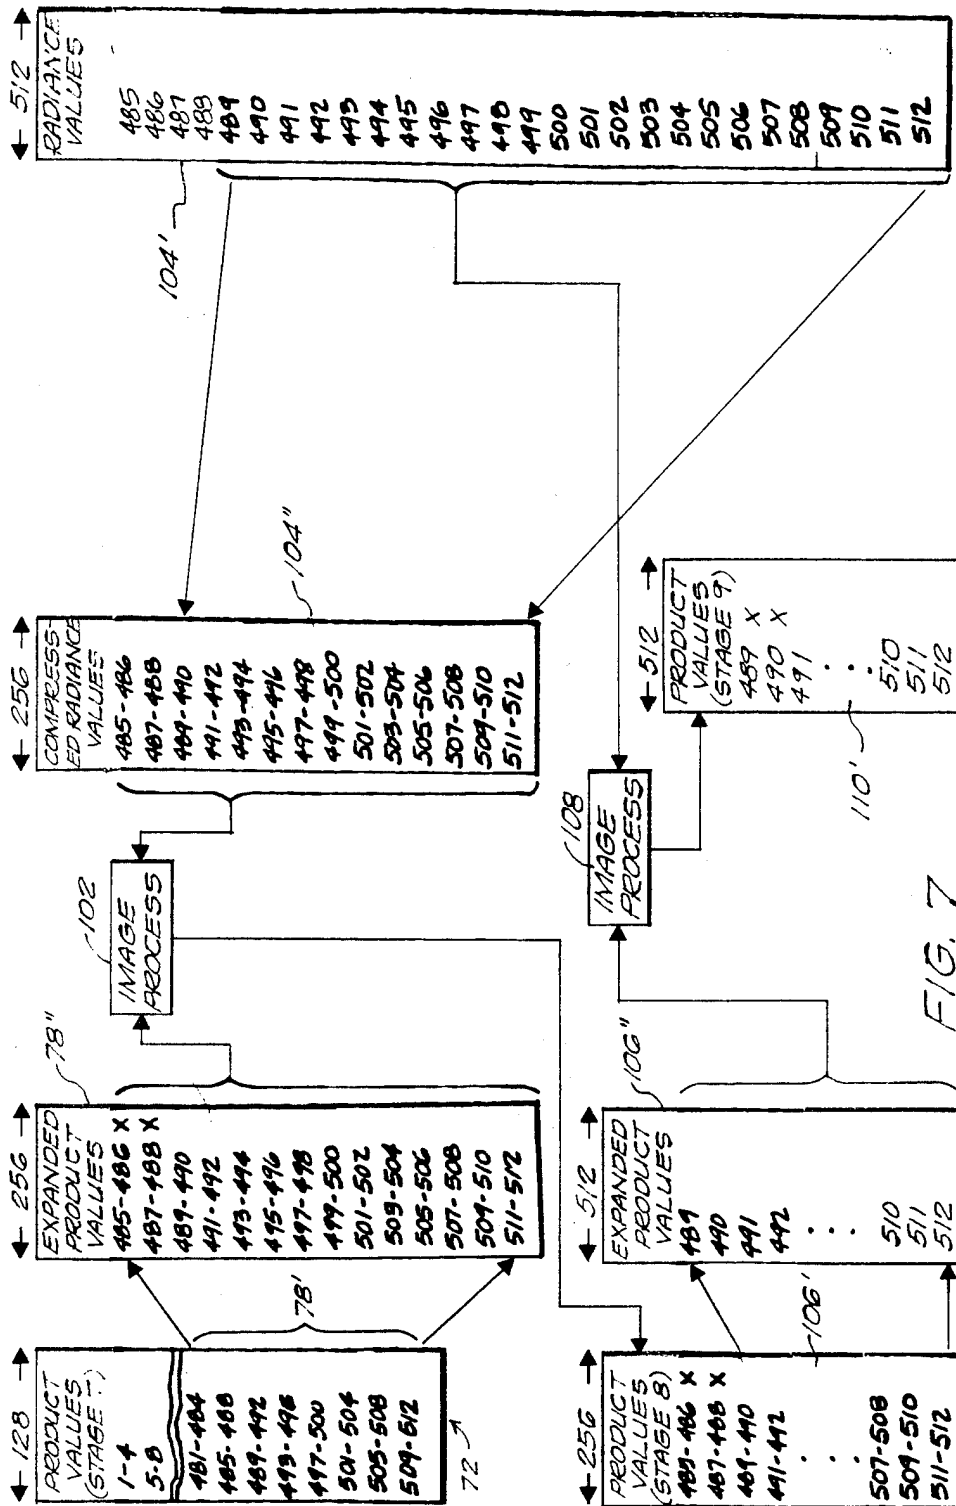 ← 128 →
PRODUCT
VALUES
(STAGE 7)
1-4
5-8
481-484
485-488
489-492
493-496
497-500
501-504
505-508
509-512
72
78'
← 256 →
EXPANDED
PRODUCT
VALUES
485-486 X
487-488 X
489-490
491-492
493-494
495-496
497-498
499-500
501-502
503-504
505-506
507-508
509-510
511-512
78"
102
IMAGE
PROCESS
← 256 →
COMPRESS-
ED RADIANCE
VALUES
485-486
487-488
489-490
491-492
493-494
495-496
497-498
499-500
501-502
503-504
505-506
507-508
509-510
511-512
104"
← 512 →
RADIANCE
VALUES
485
486
487
488
489
490
491
492
493
494
495
496
497
498
499
500
501
502
503
504
505
506
507
508
509
510
511
512
104'
← 256 →
PRODUCT
VALUES
(STAGE 8)
485-486 X
487-488 X
489-490
491-492
.
.
507-508
509-510
511-512
106'
← 512 →
EXPANDED
PRODUCT
VALUES
489
490
491
492
.
.
510
511
512
106"
108
IMAGE
PROCESS
← 512 →
PRODUCT
VALUES
(STAGE 9)
489 X
490 X
491
.
.
510
511
512
110'
FIG. 7